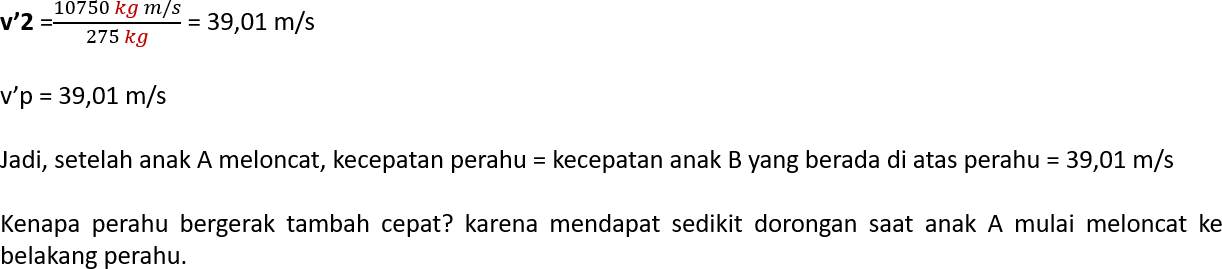 v’2 = 10750 kg m/s / 275 kg = 39,01 m/s
v’p = 39,01 m/s
Jadi, setelah anak A meloncat, kecepatan perahu = kecepatan anak B yang berada di atas perahu = 39,01 m/s
Kenapa perahu bergerak tambah cepat? karena mendapat sedikit dorongan saat anak A mulai meloncat ke
belakang perahu.